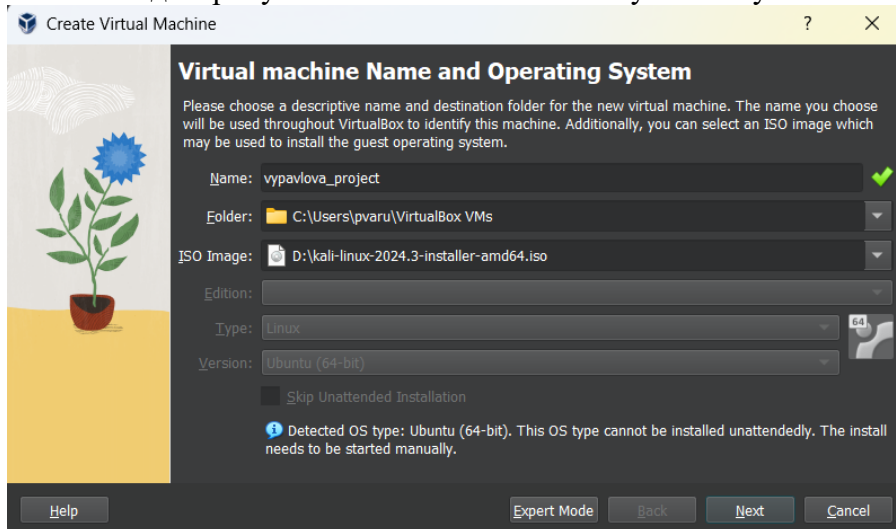 Create Virtual Machine
Virtual machine Name and Operating System
Please choose a descriptive name and destination folder for the new virtual machine. The name you choose
will be used throughout VirtualBox to identify this machine. Additionally, you can select an ISO image which
may be used to install the guest operating system.
Name: vypavlova_project
Folder: C:\Users\pvaru\VirtualBox VMs
ISO Image: D:\kali-linux-2024.3-installer-amd64.iso
Edition:
Type: Linux
64
Version: Ubuntu (64-bit)
Skip Unattended Installation
Detected OS type: Ubuntu (64-bit). This OS type cannot be installed unattendedly. The install
needs to be started manually.
Help Expert Mode Back Next Cancel